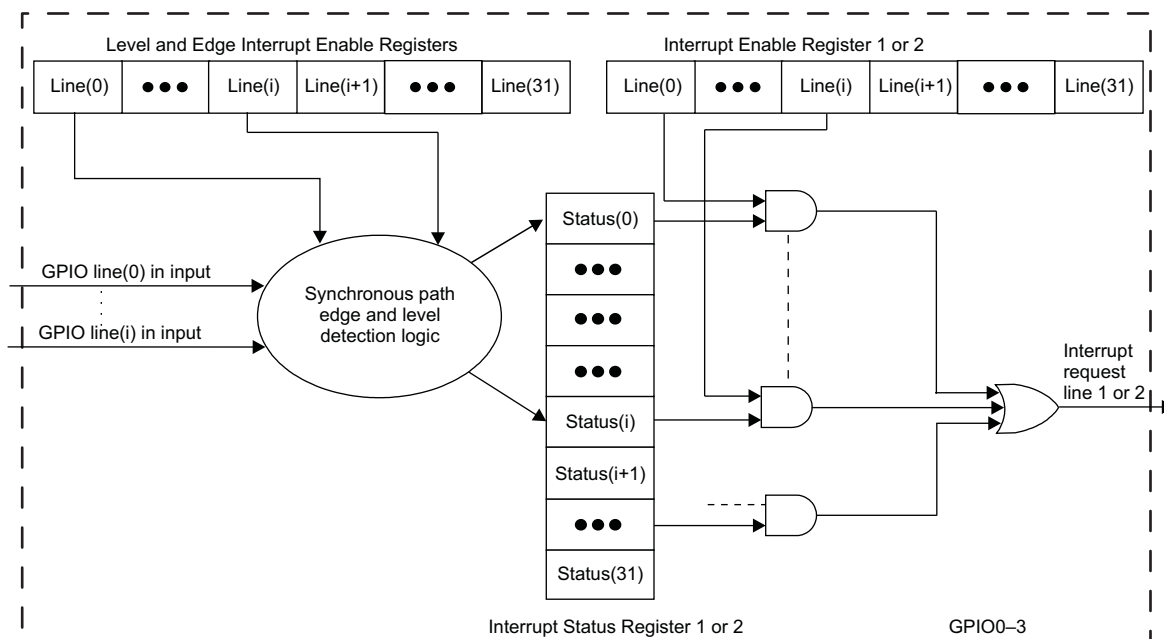 Level and Edge Interrupt Enable Registers
Interrupt Enable Register 1 or 2
Line(0) ●●● Line(i) Line(i+1) ●●● Line(31)
Line(0) ●●● Line(i) Line(i+1) ●●● Line(31)
GPIO line(0) in input
GPIO line(i) in input
Synchronous path
edge and level
detection logic
Status(0)
●●●
●●●
●●●
Status(i)
Status(i+1)
●●●
Status(31)
Interrupt
request
line 1 or 2
Interrupt Status Register 1 or 2
GPIO0–3